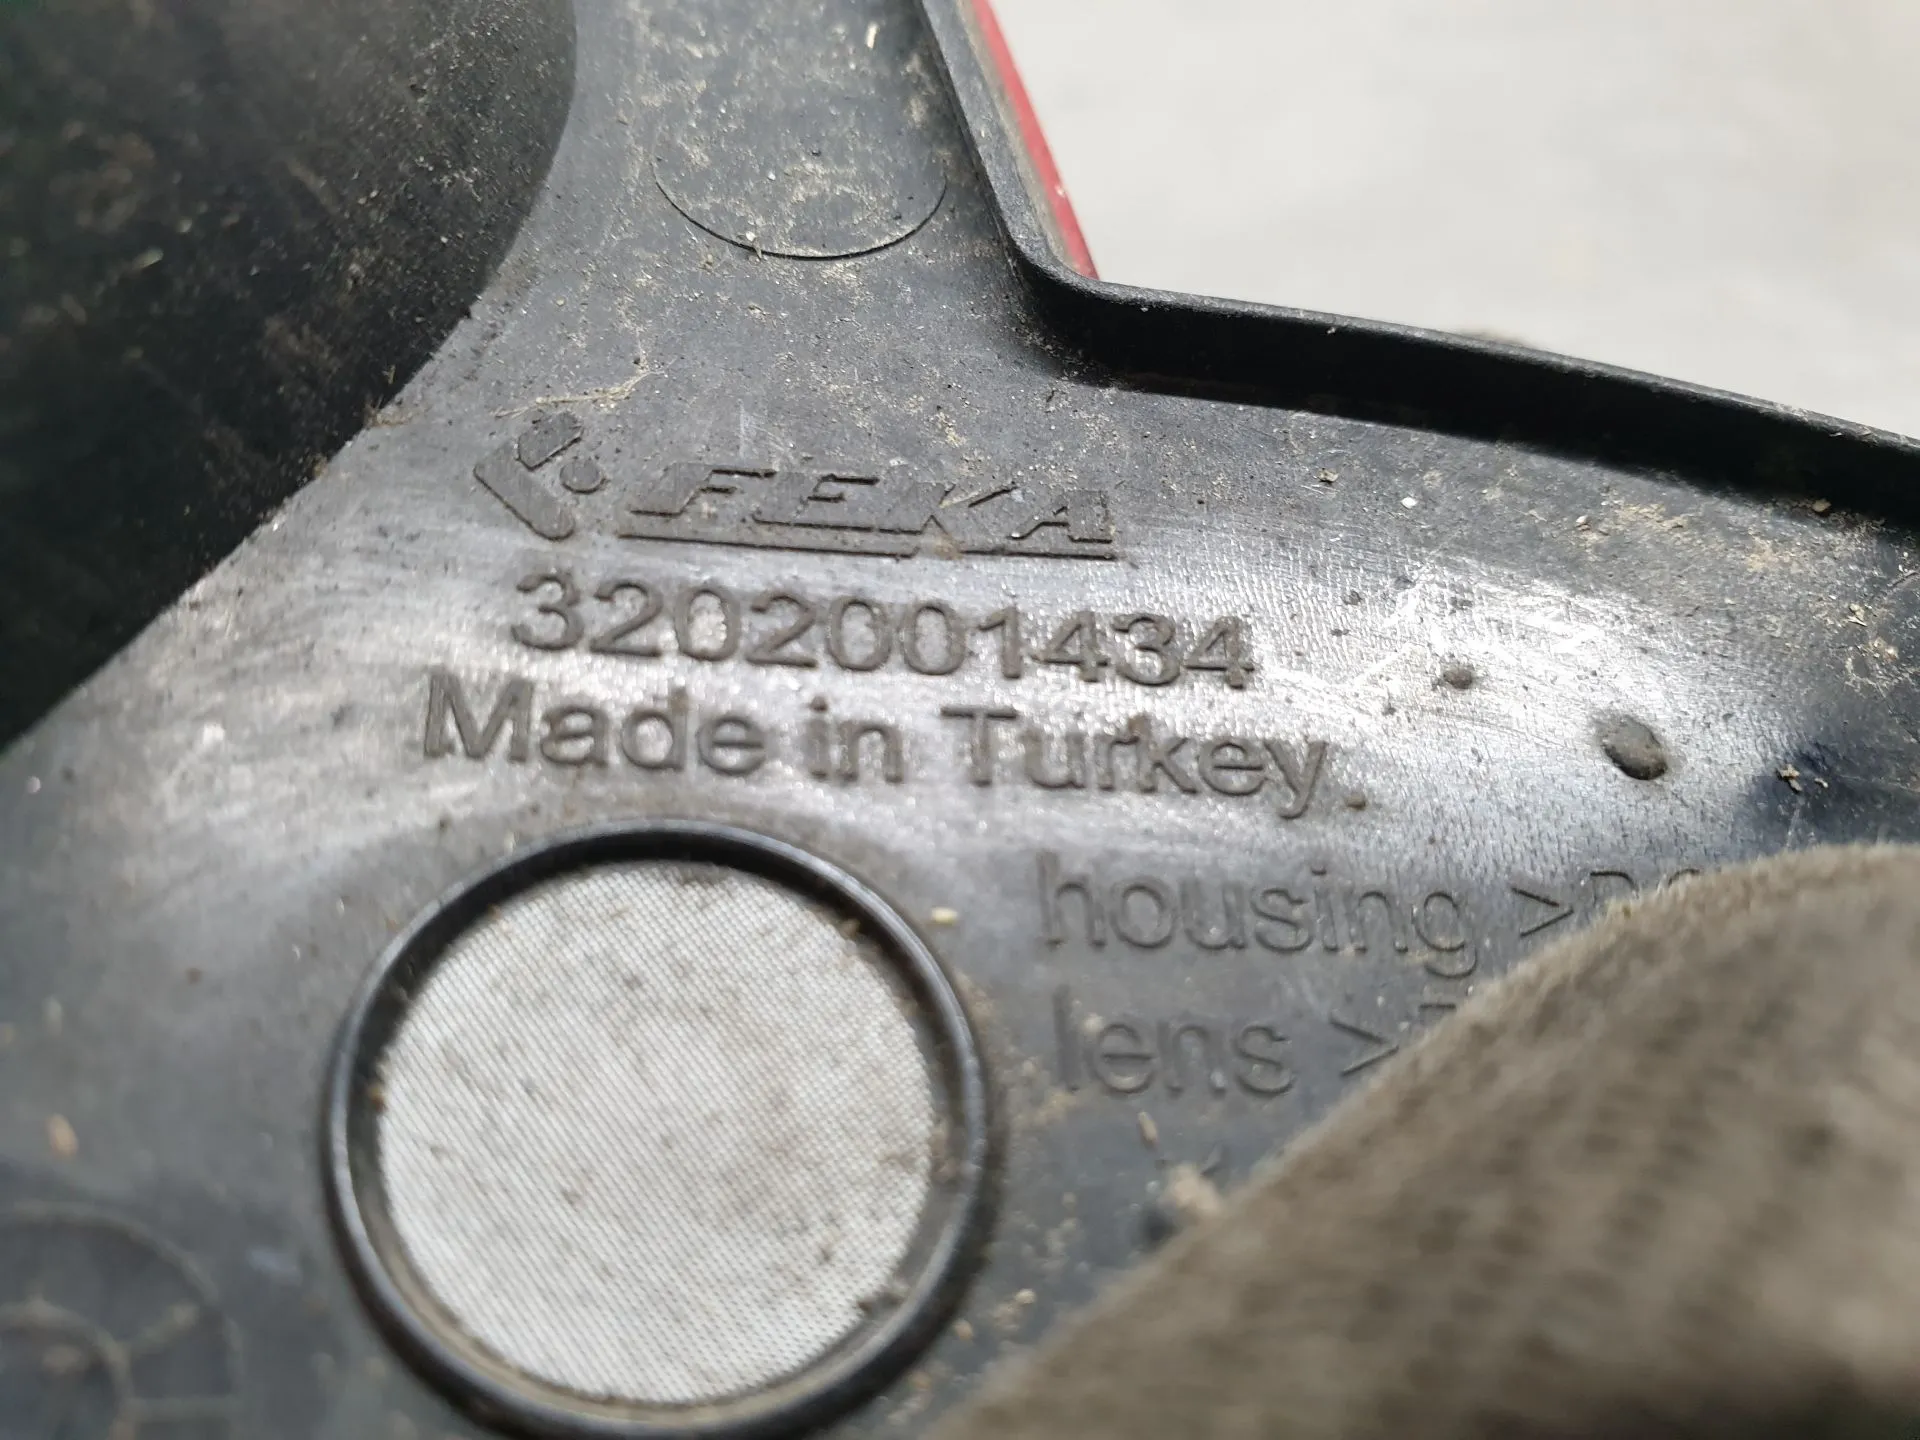 FEKA
3202001434
Made in Turkey
housing >
lens >